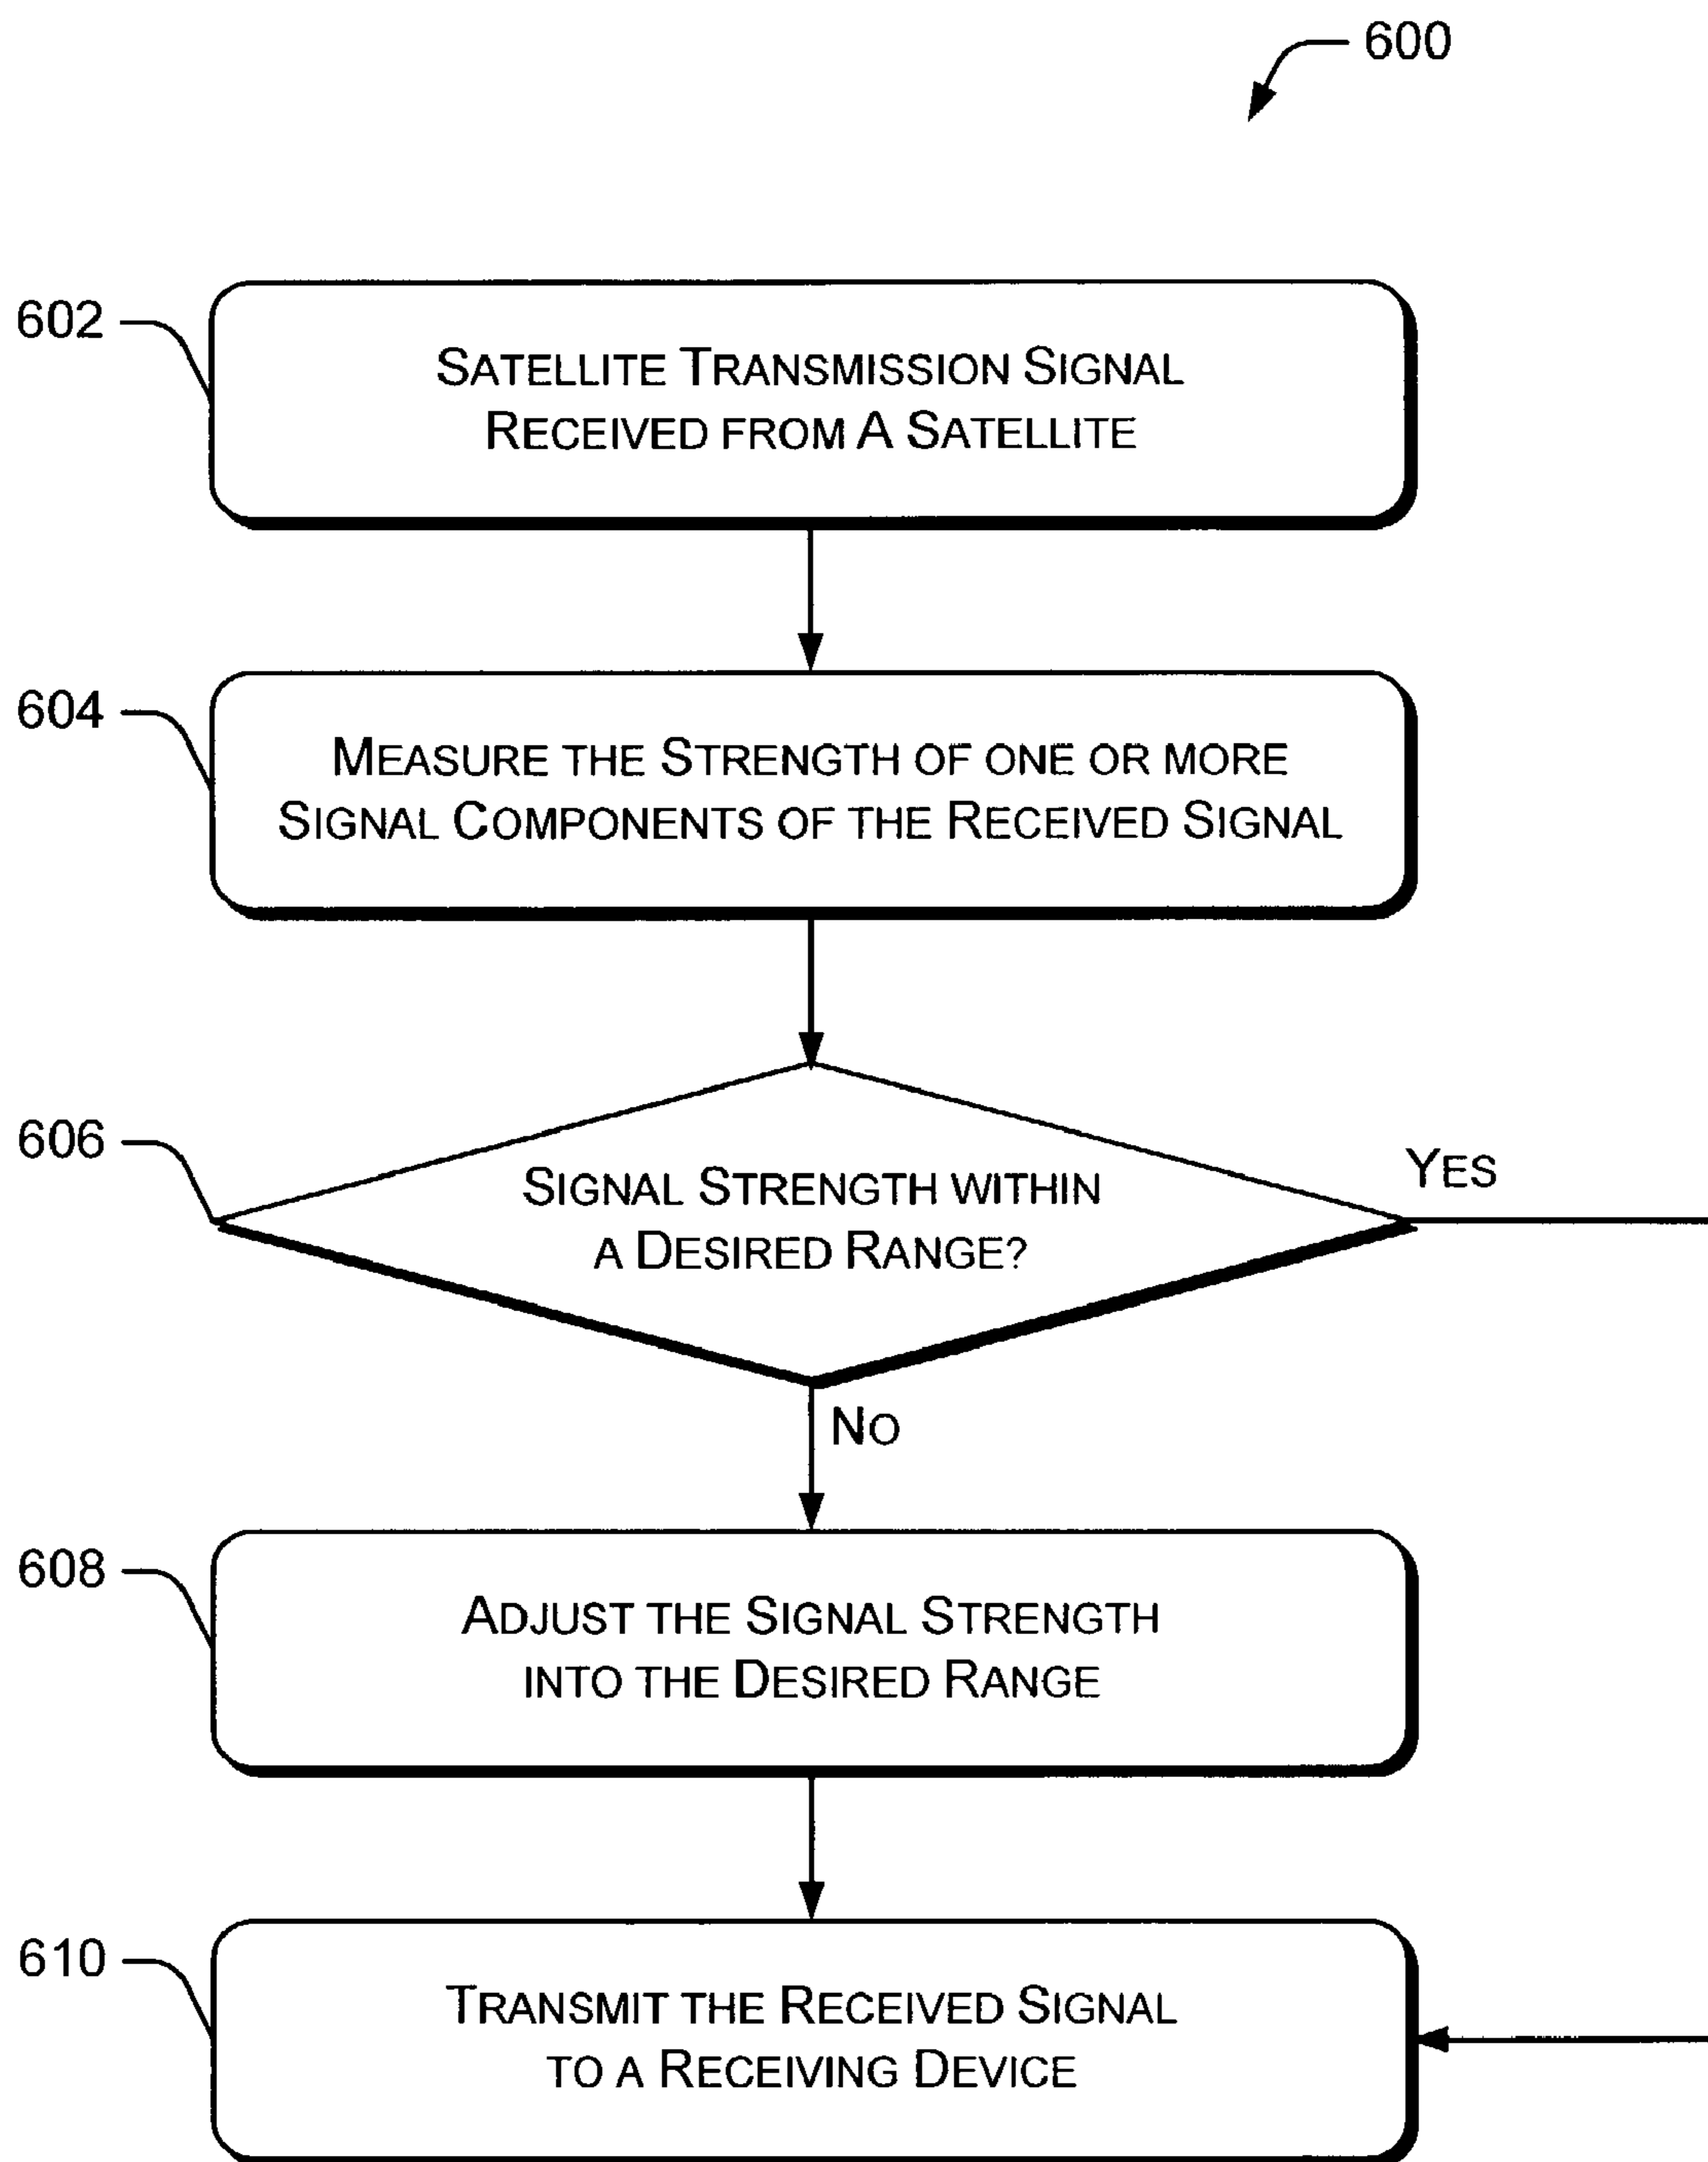 600
602
SATELLITE TRANSMISSION SIGNAL
RECEIVED FROM A SATELLITE
604
MEASURE THE STRENGTH OF ONE OR MORE
SIGNAL COMPONENTS OF THE RECEIVED SIGNAL
606
SIGNAL STRENGTH WITHIN
A DESIRED RANGE?
YES
NO
608
ADJUST THE SIGNAL STRENGTH
INTO THE DESIRED RANGE
610
TRANSMIT THE RECEIVED SIGNAL
TO A RECEIVING DEVICE